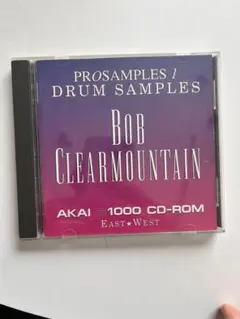 PROSAMPLES 1
DRUM SAMPLES
BOB
CLEARMOUNTAIN
AKAI 1000 CD-ROM
EAST★WEST